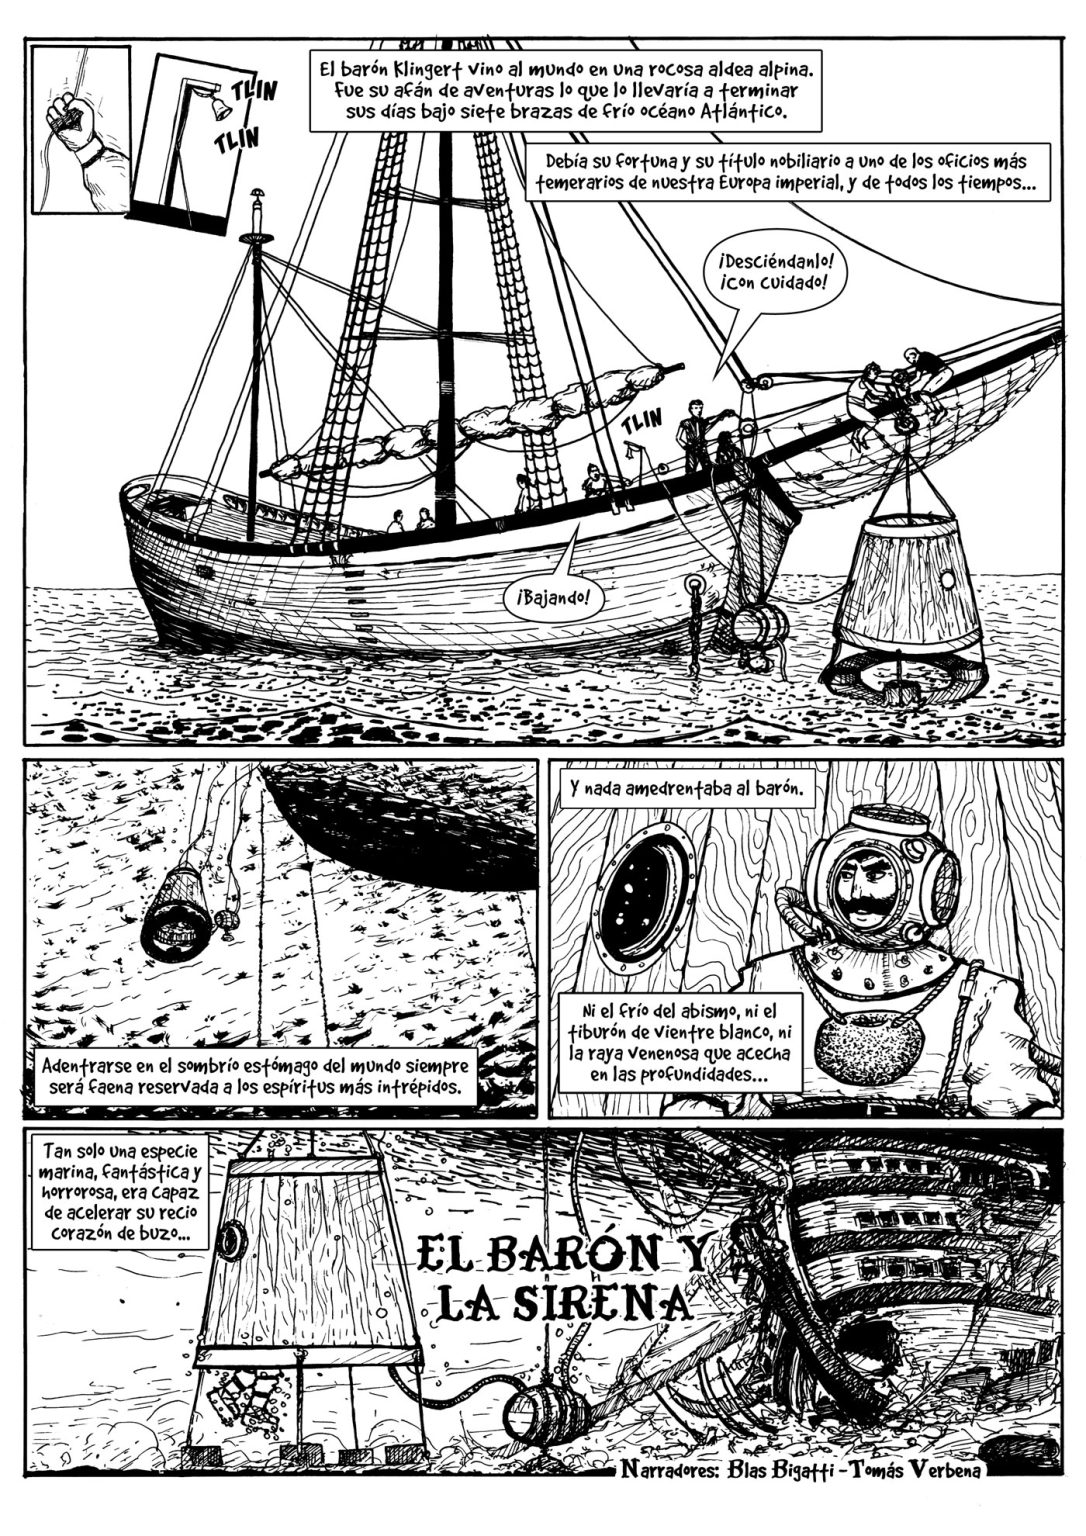 TLIN
TLIN
El barón Klingert vino al mundo en una rocosa aldea alpina.
Fue su afán de aventuras lo que lo llevaría a terminar
sus días bajo siete brazas de frío océano Atlántico.
Debía su fortuna y su título nobiliario a uno de los oficios más
temerarios de nuestra Europa imperial, y de todos los tiempos...
¡Desciéndanlo!
¡Con cuidado!
TLIN
¡Bajando!
Adentrarse en el sombrío estómago del mundo siempre
será faena reservada a los espíritus más intrépidos.
Y nada amedrentaba al barón.
Ni el frío del abismo, ni el
tiburón de vientre blanco, ni
la raya venenosa que acecha
en las profundidades...
Tan solo una especie
marina, fantástica y
horrorosa, era capaz
de acelerar su recio
corazón de buzo...
EL BARÓN Y
LA SIRENA
Narradores: Blas Bigatti - Tomás Verbena